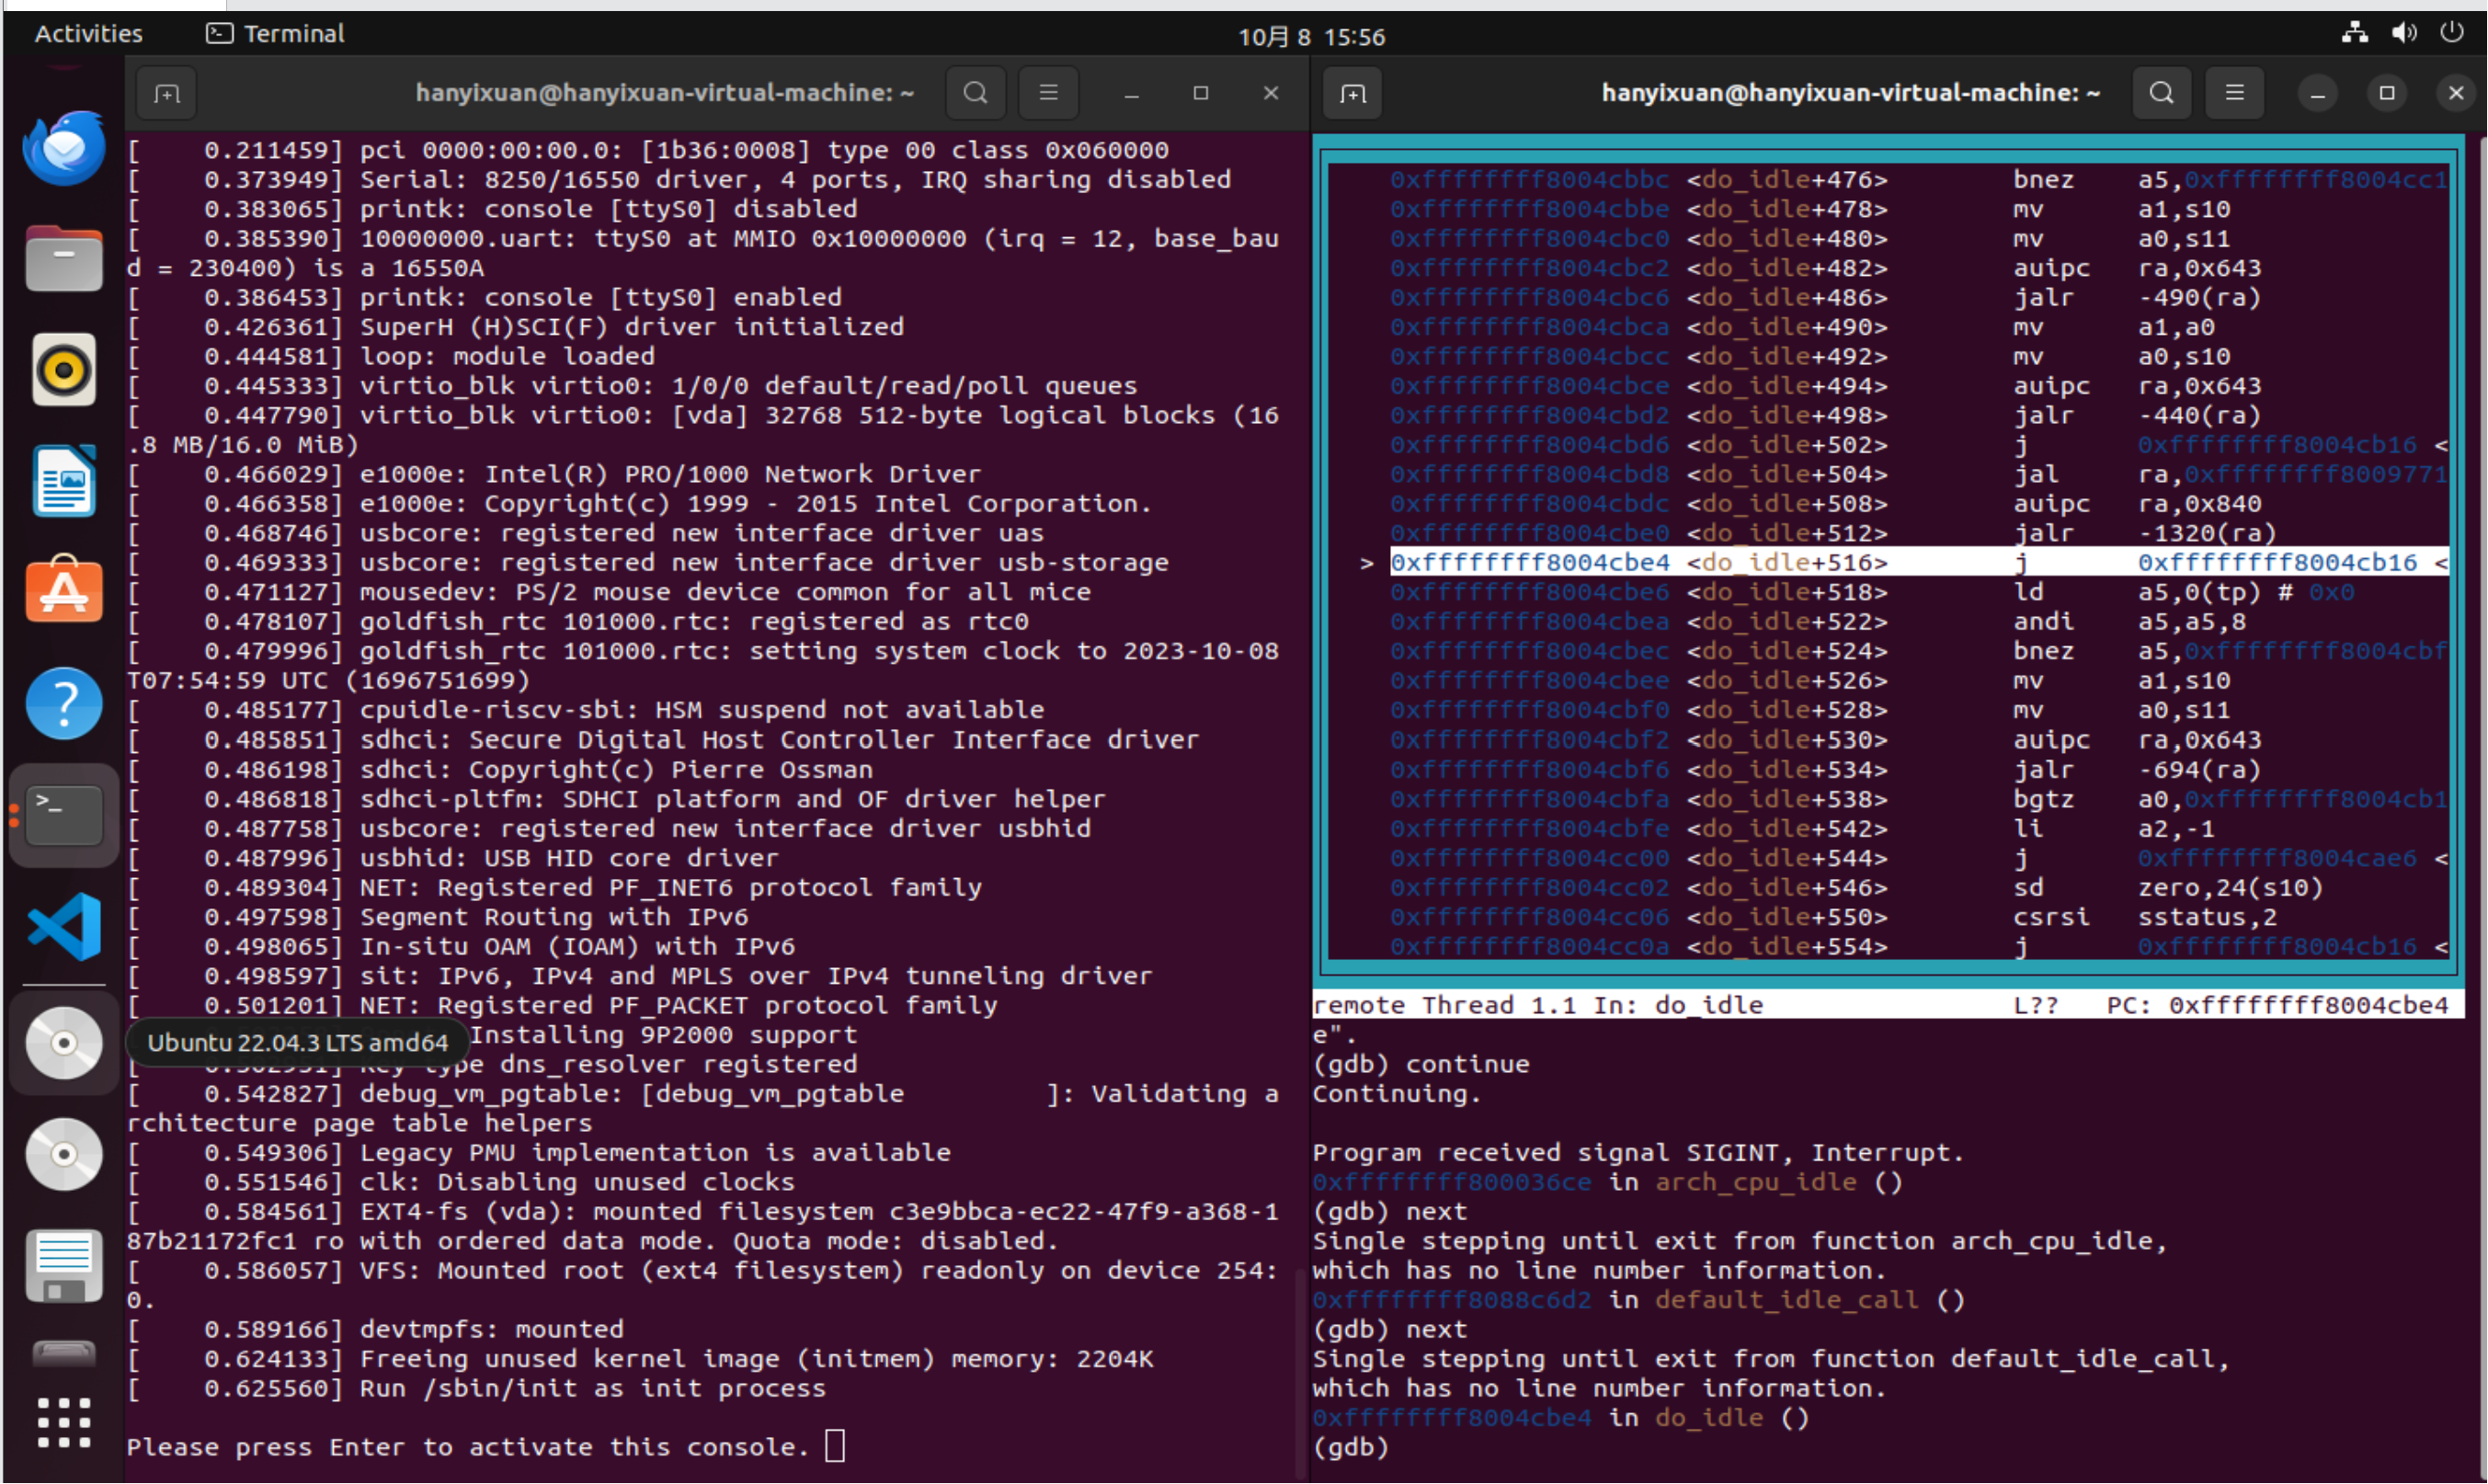 Activities
Terminal
10月 8 15:56
hanyixuan@hanyixuan-virtual-machine: ~
[    0.211459] pci 0000:00:00.0: [1b36:0008] type 00 class 0x060000
[    0.373949] Serial: 8250/16550 driver, 4 ports, IRQ sharing disabled
[    0.383065] printk: console [ttyS0] disabled
[    0.385390] 10000000.uart: ttyS0 at MMIO 0x10000000 (irq = 12, base_bau
d = 230400) is a 16550A
[    0.386453] printk: console [ttyS0] enabled
[    0.426361] SuperH (H)SCI(F) driver initialized
[    0.444581] loop: module loaded
[    0.445333] virtio_blk virtio0: 1/0/0 default/read/poll queues
[    0.447790] virtio_blk virtio0: [vda] 32768 512-byte logical blocks (16
.8 MB/16.0 MiB)
[    0.466029] e1000e: Intel(R) PRO/1000 Network Driver
[    0.466358] e1000e: Copyright(c) 1999 - 2015 Intel Corporation.
[    0.468746] usbcore: registered new interface driver uas
[    0.469333] usbcore: registered new interface driver usb-storage
[    0.471127] mousedev: PS/2 mouse device common for all mice
[    0.478107] goldfish_rtc 101000.rtc: registered as rtc0
[    0.479996] goldfish_rtc 101000.rtc: setting system clock to 2023-10-08
T07:54:59 UTC (1696751699)
[    0.485177] cpuidle-riscv-sbi: HSM suspend not available
[    0.485851] sdhci: Secure Digital Host Controller Interface driver
[    0.486198] sdhci: Copyright(c) Pierre Ossman
[    0.486818] sdhci-pltfm: SDHCI platform and OF driver helper
[    0.487758] usbcore: registered new interface driver usbhid
[    0.487996] usbhid: USB HID core driver
[    0.489304] NET: Registered PF_INET6 protocol family
[    0.497598] Segment Routing with IPv6
[    0.498065] In-situ OAM (IOAM) with IPv6
[    0.498597] sit: IPv6, IPv4 and MPLS over IPv4 tunneling driver
[    0.501201] NET: Registered PF_PACKET protocol family
Installing 9P2000 support
Ubuntu 22.04.3 LTS amd64
type dns_resolver registered
[    0.542827] debug_vm_pgtable: [debug_vm_pgtable         ]: Validating a
rchitecture page table helpers
[    0.549306] Legacy PMU implementation is available
[    0.551546] clk: Disabling unused clocks
[    0.584561] EXT4-fs (vda): mounted filesystem c3e9bbca-ec22-47f9-a368-1
87b21172fc1 ro with ordered data mode. Quota mode: disabled.
[    0.586057] VFS: Mounted root (ext4 filesystem) readonly on device 254:
0.
[    0.589166] devtmpfs: mounted
[    0.624133] Freeing unused kernel image (initmem) memory: 2204K
[    0.625560] Run /sbin/init as init process
Please press Enter to activate this console.
hanyixuan@hanyixuan-virtual-machine: ~
0xffffffff8004cbbc <do_idle+476> bnez a5,0xffffffff8004cc1
0xffffffff8004cbbe <do_idle+478> mv a1,s10
0xffffffff8004cbc0 <do_idle+480> mv a0,s11
0xffffffff8004cbc2 <do_idle+482> auipc ra,0x643
0xffffffff8004cbc6 <do_idle+486> jalr -490(ra)
0xffffffff8004cbca <do_idle+490> mv a1,a0
0xffffffff8004cbcc <do_idle+492> mv a0,s10
0xffffffff8004cbce <do_idle+494> auipc ra,0x643
0xffffffff8004cbd2 <do_idle+498> jalr -440(ra)
0xffffffff8004cbd6 <do_idle+502> j 0xffffffff8004cb16 <
0xffffffff8004cbd8 <do_idle+504> jal ra,0xffffffff8009771
0xffffffff8004cbdc <do_idle+508> auipc ra,0x840
0xffffffff8004cbe0 <do_idle+512> jalr -1320(ra)
> 0xffffffff8004cbe4 <do_idle+516> j 0xffffffff8004cb16 <
0xffffffff8004cbe6 <do_idle+518> ld a5,0(tp) # 0x0
0xffffffff8004cbea <do_idle+522> andi a5,a5,8
0xffffffff8004cbec <do_idle+524> bnez a5,0xffffffff8004cbf
0xffffffff8004cbee <do_idle+526> mv a1,s10
0xffffffff8004cbf0 <do_idle+528> mv a0,s11
0xffffffff8004cbf2 <do_idle+530> auipc ra,0x643
0xffffffff8004cbf6 <do_idle+534> jalr -694(ra)
0xffffffff8004cbfa <do_idle+538> bgtz a0,0xffffffff8004cb1
0xffffffff8004cbfe <do_idle+542> li a2,-1
0xffffffff8004cc00 <do_idle+544> j 0xffffffff8004cae6 <
0xffffffff8004cc02 <do_idle+546> sd zero,24(s10)
0xffffffff8004cc06 <do_idle+550> csrsi sstatus,2
0xffffffff8004cc0a <do_idle+554> j 0xffffffff8004cb16 <
remote Thread 1.1 In: do_idle L?? PC: 0xffffffff8004cbe4
e".
(gdb) continue
Continuing.
Program received signal SIGINT, Interrupt.
0xffffffff800036ce in arch_cpu_idle ()
(gdb) next
Single stepping until exit from function arch_cpu_idle,
which has no line number information.
0xffffffff8088c6d2 in default_idle_call ()
(gdb) next
Single stepping until exit from function default_idle_call,
which has no line number information.
0xffffffff8004cbe4 in do_idle ()
(gdb)